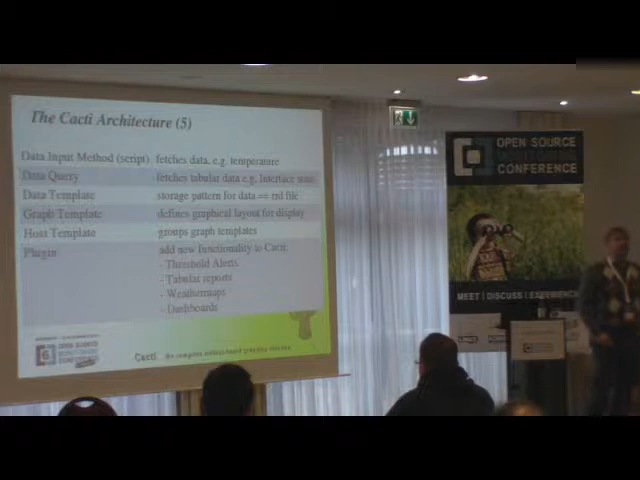 The Cacti Architecture (5)
Data Input Method (script) fetches data, e.g. temperature
Data Query fetches tabular data e.g. Interface stats
Data Template storage pattern for data == rrd file
Graph Template defines graphical layout for display
Host Template groups graph templates
Plugin add new functionality to Cacti:
- Threshold Alerts
- Tabular reports
- Weathermaps
- Dashboards
OPEN SOURCE
Cacti
OPEN SOURCE
CONFERENCE
MEET | DISCUSS | EXPERIENCE